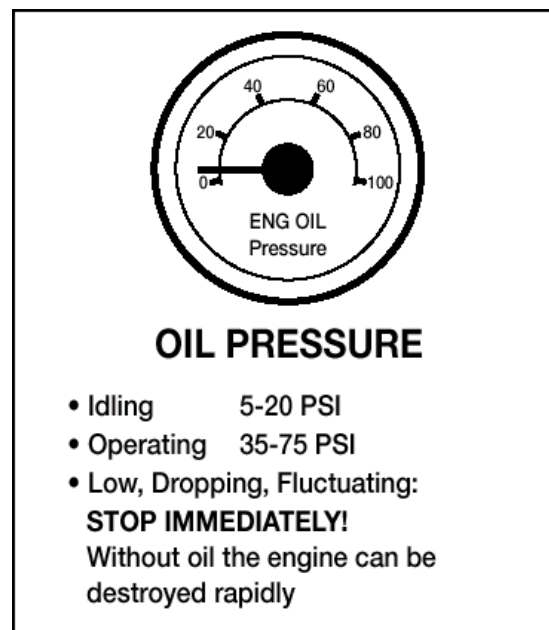 40 60
20 80
0 100
ENG OIL
Pressure
OIL PRESSURE
• Idling 5-20 PSI
• Operating 35-75 PSI
• Low, Dropping, Fluctuating:
STOP IMMEDIATELY!
Without oil the engine can be
destroyed rapidly